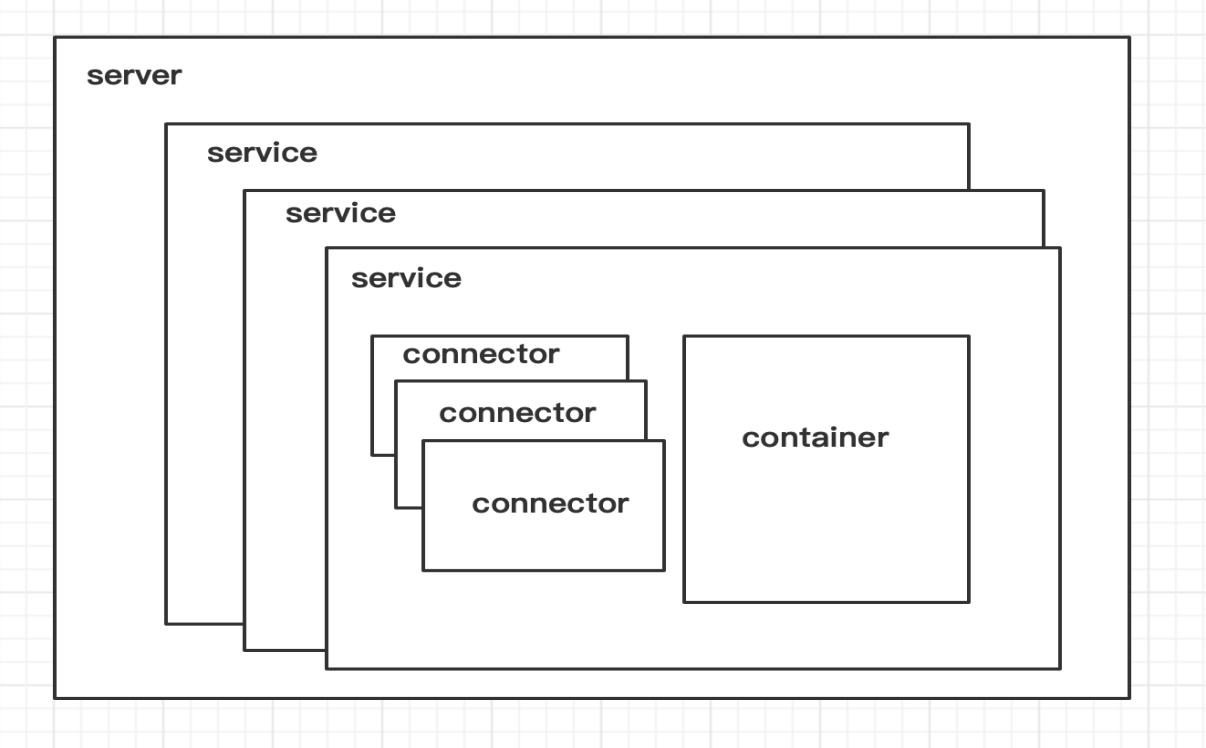 server
service
service
service
connector
connector
container
connector